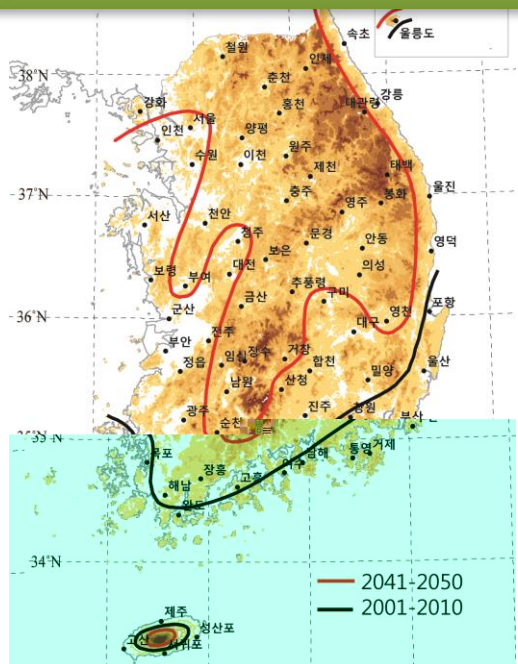 속초
울릉도
철원
인제
38°N
춘천
강릉
대관령
강화
홍천
서울
인천
양평
수원
이천
원주
제천
태백
37°N
충주
봉화
울진
영주
서산
천안
청주
문경
안동
영덕
보은
보령
부여
대전
의성
추풍령
구미
36°N
군산
금산
포항
영천
대구
전주
부안
임실
장수
거창
정읍
합천
울산
남원
산청
밀양
광주
순천
진주
창원
부산
35°N
목포
통영
거제
남해
여수
장흥
고흥
해남
완도
34°N
2041-2050
2001-2010
제주
성산포
고산
서귀포